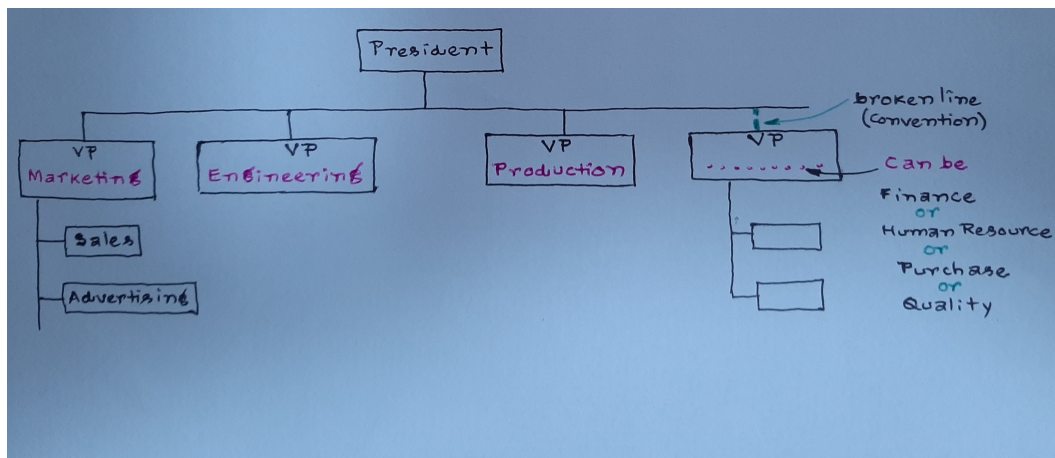 President
broken line
(convention)
VP
Marketing
VP
Engineering
VP
Production
VP
.........
Can be
Finance
or
Human Resource
or
Purchase
or
Quality
Sales
Advertising